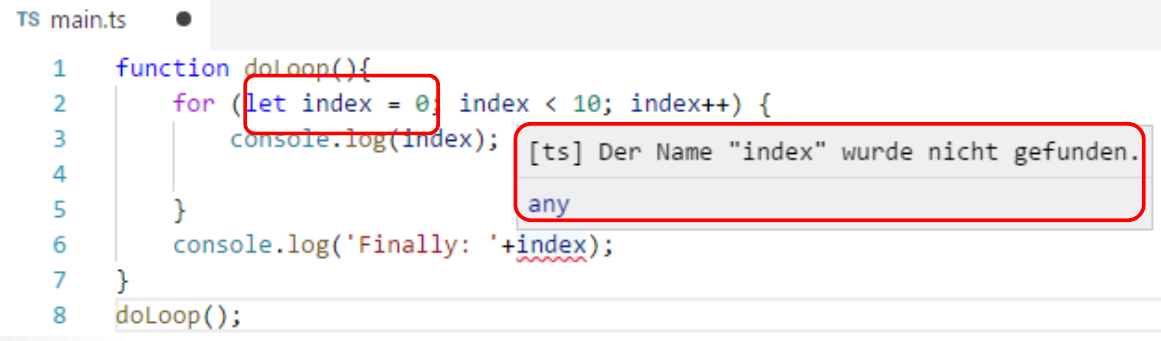 TS main.ts ●
1 function doLoop(){
2 for (let index = 0; index < 10; index++) {
3 console.log(index);
[ts] Der Name "index" wurde nicht gefunden.
4
any
5 }
6 console.log('Finally: '+index);
7 }
8 doLoop();